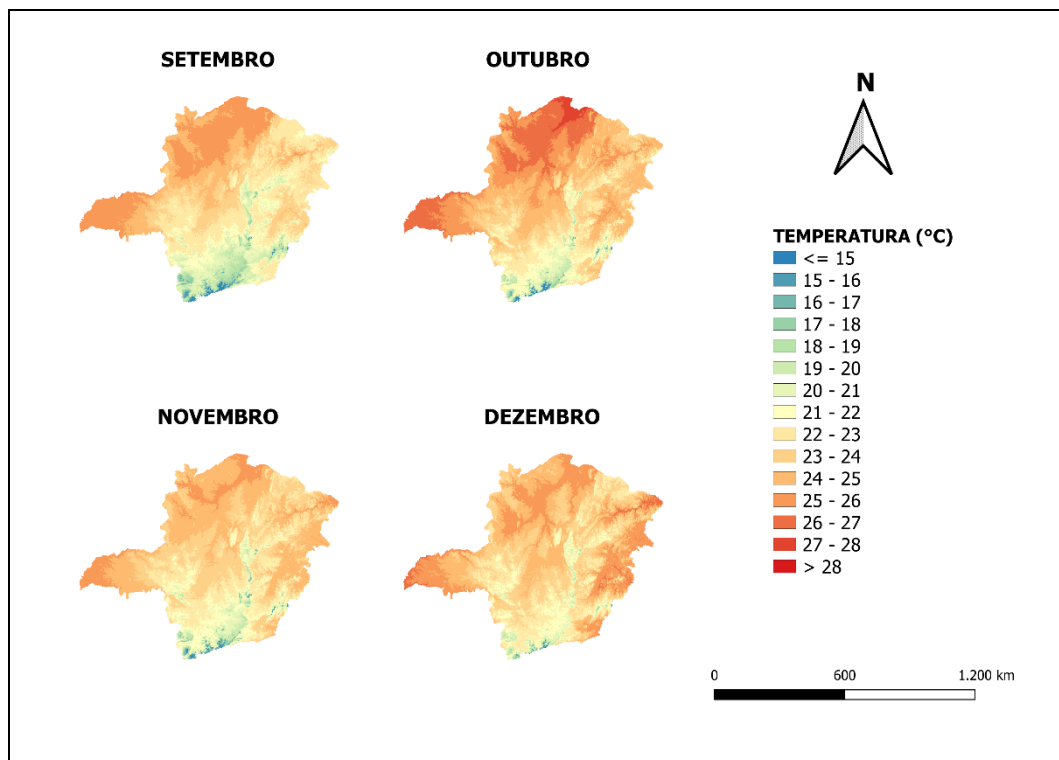 SETEMBRO
OUTUBRO
N
TEMPERATURA (°C)
<= 15
15 - 16
16 - 17
17 - 18
18 - 19
19 - 20
20 - 21
21 - 22
22 - 23
23 - 24
24 - 25
25 - 26
26 - 27
27 - 28
> 28
NOVEMBRO
DEZEMBRO
0 600 1.200 km